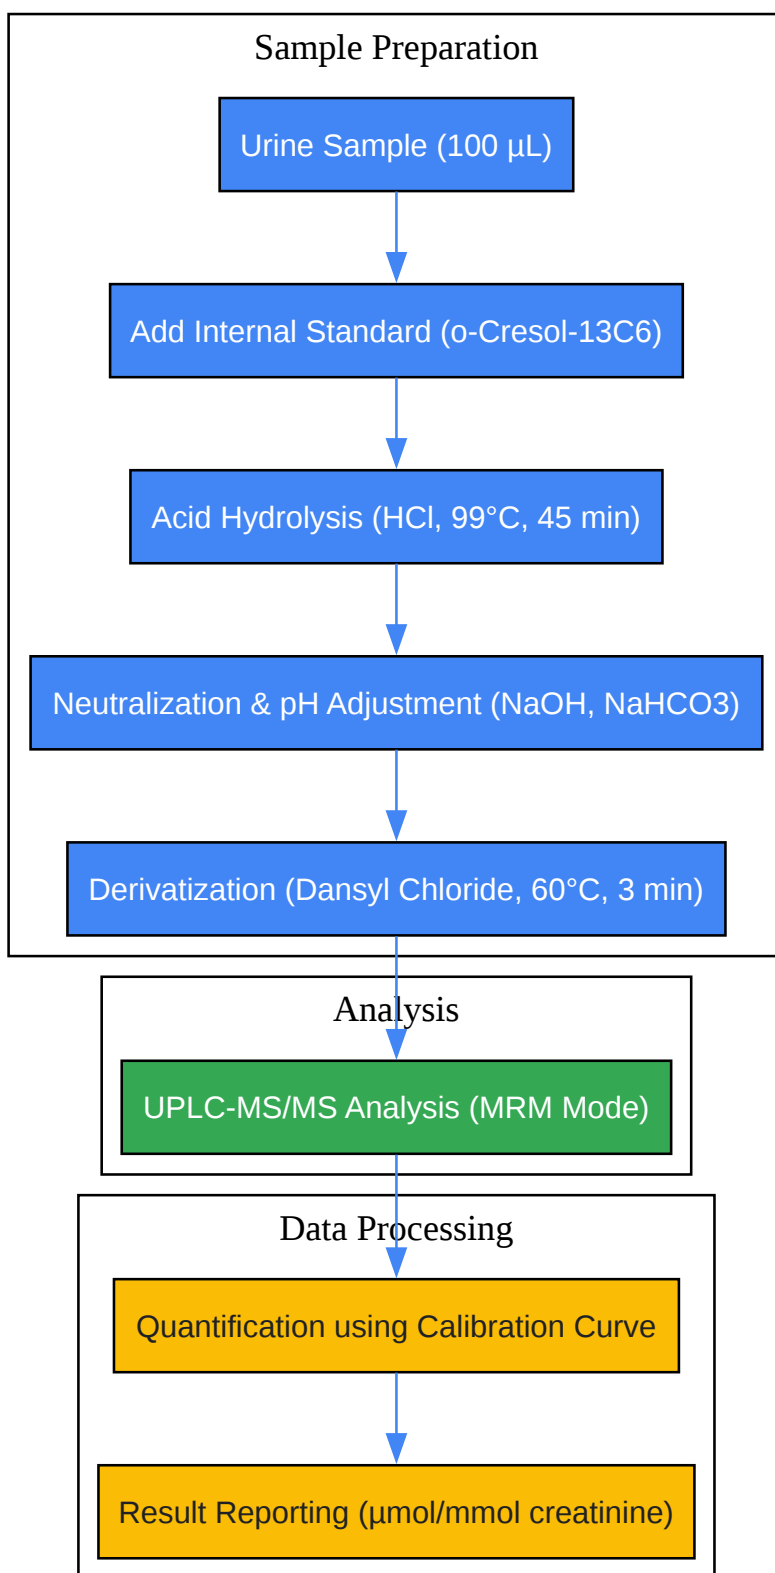 Sample Preparation
Urine Sample (100 µL)
Add Internal Standard (o-Cresol-13C6)
Acid Hydrolysis (HCl, 99°C, 45 min)
Neutralization & pH Adjustment (NaOH, NaHCO3)
Derivatization (Dansyl Chloride, 60°C, 3 min)
Analysis
UPLC-MS/MS Analysis (MRM Mode)
Data Processing
Quantification using Calibration Curve
Result Reporting (µmol/mmol creatinine)